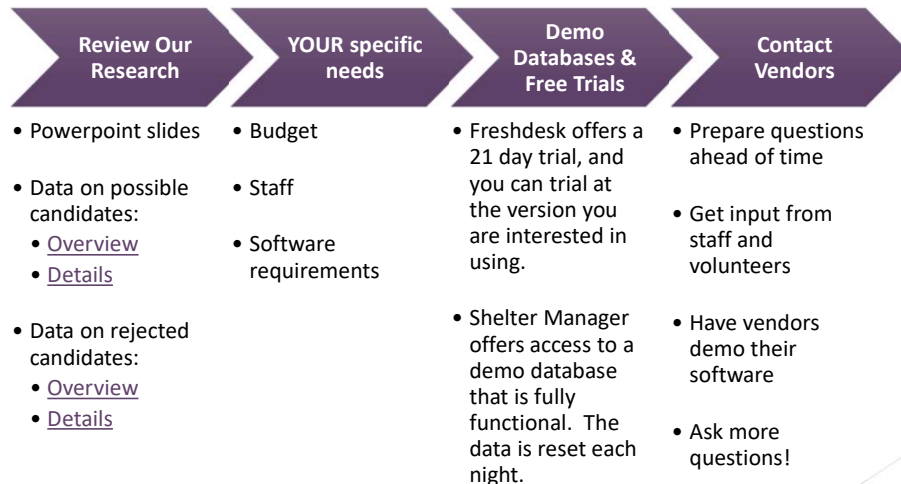 Review Our
Research
• Powerpoint slides
• Data on possible
candidates:
• Overview
• Details
• Data on rejected
candidates:
• Overview
• Details
YOUR specific
needs
• Budget
• Staff
• Software
requirements
Demo
Databases &
Free Trials
• Freshdesk offers a
21 day trial, and
you can trial at
the version you
are interested in
using.
• Shelter Manager
offers access to a
demo database
that is fully
functional.  The
data is reset each
night.
Contact
Vendors
• Prepare questions
ahead of time
• Get input from
staff and
volunteers
• Have vendors
demo their
software
• Ask more
questions!